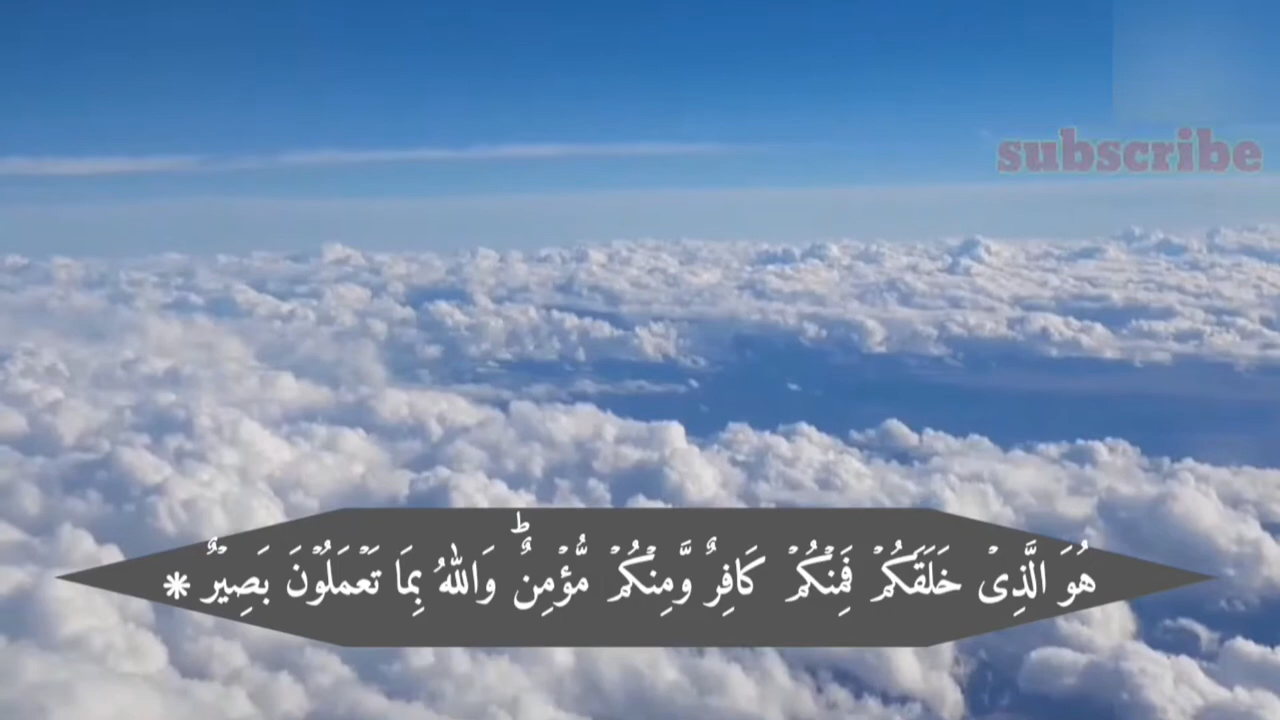 subscribe
هُوَ الَّذِىۡ خَلَقَكُمۡ فَمِنۡكُمۡ كَافِرٌ وَّمِنۡكُمۡ مُّؤۡمِنٌ‌ؕ وَاللّٰهُ بِمَا تَعۡمَلُوۡنَ بَصِيۡرٌ *